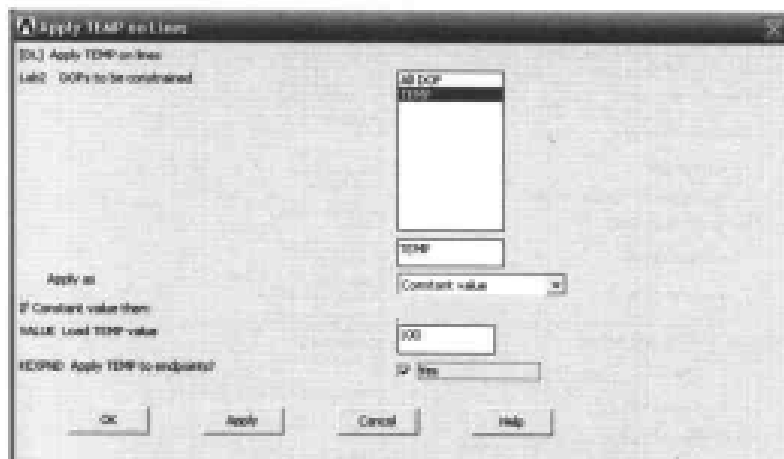 Apply TEMP on Lines
[DL] Apply TEMP on lines
Lab2 DOFs to be constrained
All DOF
TEMP
TEMP
Apply as
Constant value
If Constant value then:
VALUE Load TEMP value
100
KEXPND Apply TEMP to endpoints?
Yes
OK
Apply
Cancel
Help